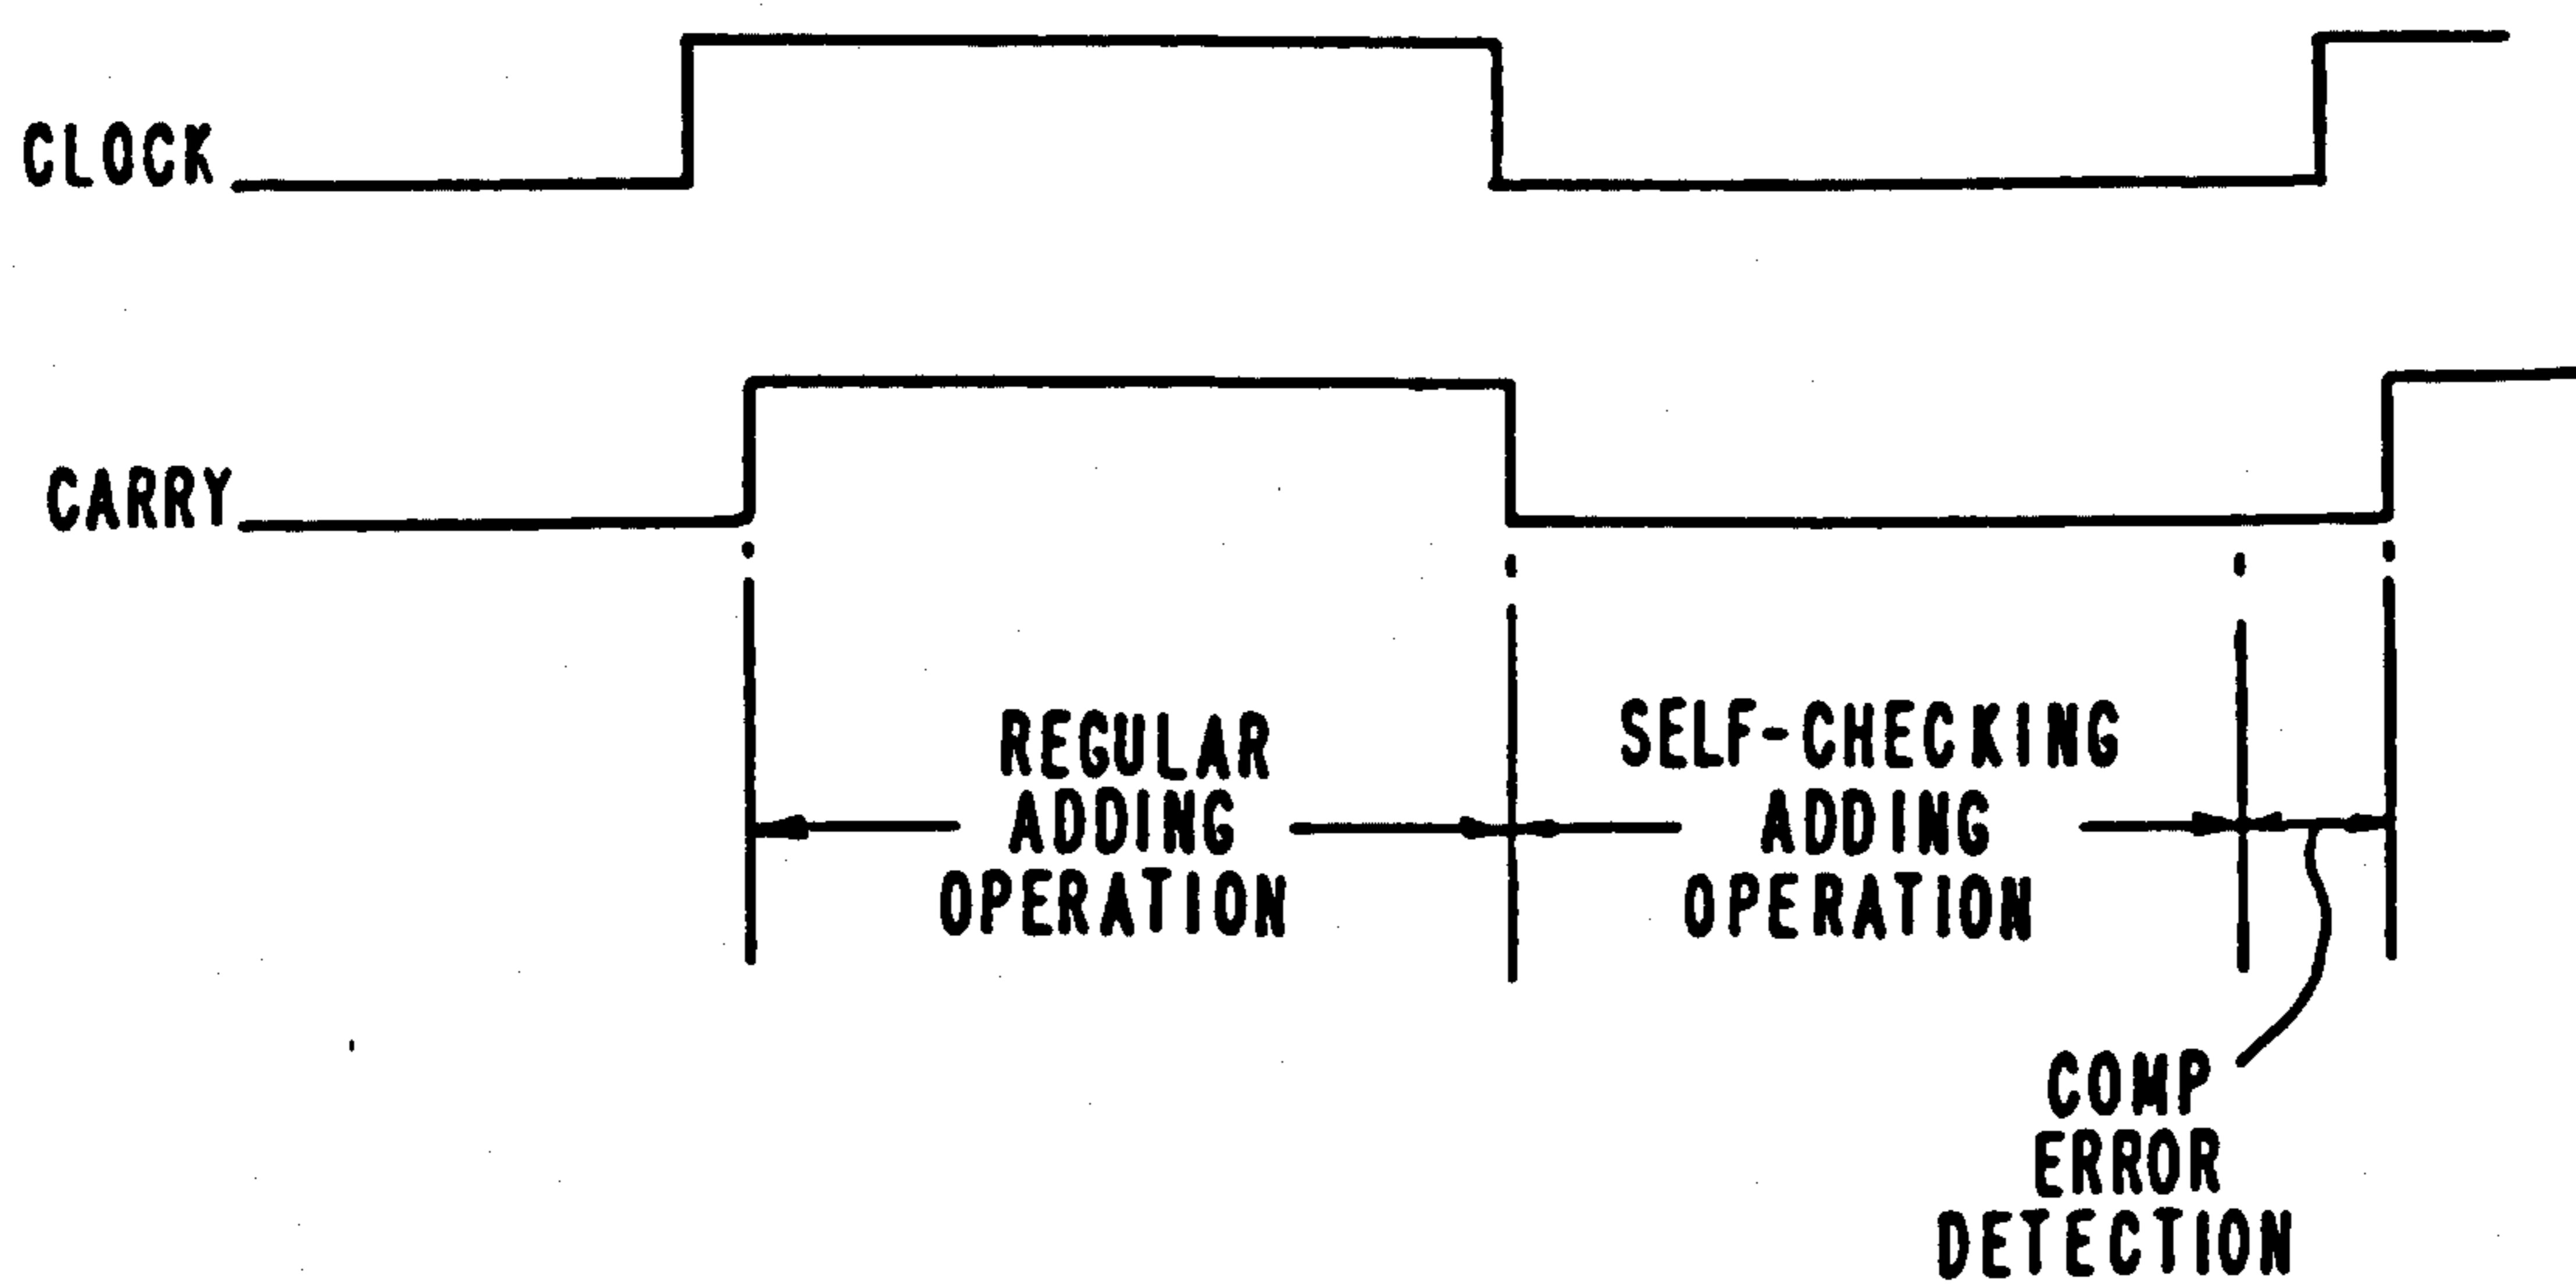 CLOCK
CARRY
REGULAR
ADDING
OPERATION
SELF-CHECKING
ADDING
OPERATION
COMP
ERROR
DETECTION